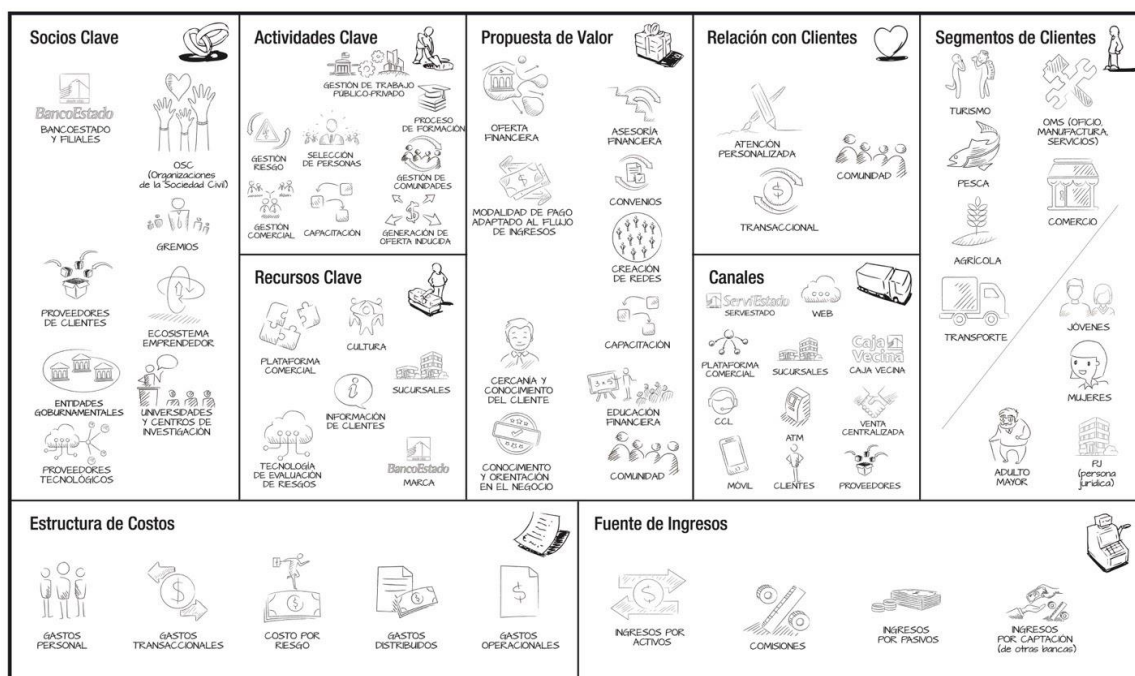 Socios Clave
BancoEstado
BANCOESTADO
Y FILIALES
OSC
(Organizaciones
de la Sociedad Civil)
GREMIOS
PROVEEDORES
DE CLIENTES
ECOSISTEMA
EMPRENDEDOR
ENTIDADES
GOBURNAMENTALES
UNIVERSIDADES
Y CENTROS DE
INVESTIGACIÓN
PROVEEDORES
TECNOLÓGICOS
Actividades Clave
GESTIÓN DE TRABAJO
PÚBLICO-PRIVADO
PROCESO
DE FORMACIÓN
GESTIÓN
RIESGO
SELECCIÓN
DE PERSONAS
GESTIÓN DE
COMUNIDADES
GESTIÓN
COMERCIAL
CAPACITACIÓN
GENERACIÓN DE
OFERTA INDUCIDA
Recursos Clave
PLATAFORMA
COMERCIAL
CULTURA
SUCURSALES
INFORMACIÓN
DE CLIENTES
TECNOLOGÍA
DE EVALUACIÓN
DE RIESGOS
BancoEstado
MARCA
Propuesta de Valor
OFERTA
FINANCIERA
ASESORÍA
FINANCIERA
MODALIDAD DE PAGO
ADAPTADO AL FLUJO
DE INGRESOS
CONVENIOS
CREACIÓN
DE REDES
CAPACITACIÓN
CERCANÍA Y
CONOCIMIENTO
DEL CLIENTE
EDUCACIÓN
FINANCIERA
CONOCIMIENTO
Y ORIENTACIÓN
EN EL NEGOCIO
COMUNIDAD
Relación con Clientes
ATENCIÓN
PERSONALIZADA
COMUNIDAD
TRANSACCIONAL
Canales
ServiEstado
SERVIESTADO
WEB
PLATAFORMA
COMERCIAL
SUCURSALES
Caja
Vecina
CAJA VECINA
CCL
ATM
VENTA
CENTRALIZADA
MÓVIL
CLIENTES
PROVEEDORES
Segmentos de Clientes
TURISMO
OMS (OFICIO,
MANUFACTURA,
SERVICIOS)
PESCA
COMERCIO
AGRÍCOLA
TRANSPORTE
JÓVENES
MUJERES
ADULTO
MAYOR
PJ
(persona
jurídica)
Estructura de Costos
GASTOS
PERSONAL
GASTOS
TRANSACCIONALES
COSTO POR
RIESGO
GASTOS
DISTRIBUIDOS
GASTOS
OPERACIONALES
Fuente de Ingresos
INGRESOS POR
ACTIVOS
COMISIONES
INGRESOS
POR PASIVOS
INGRESOS
POR CAPTACIÓN
(de otras bancas)